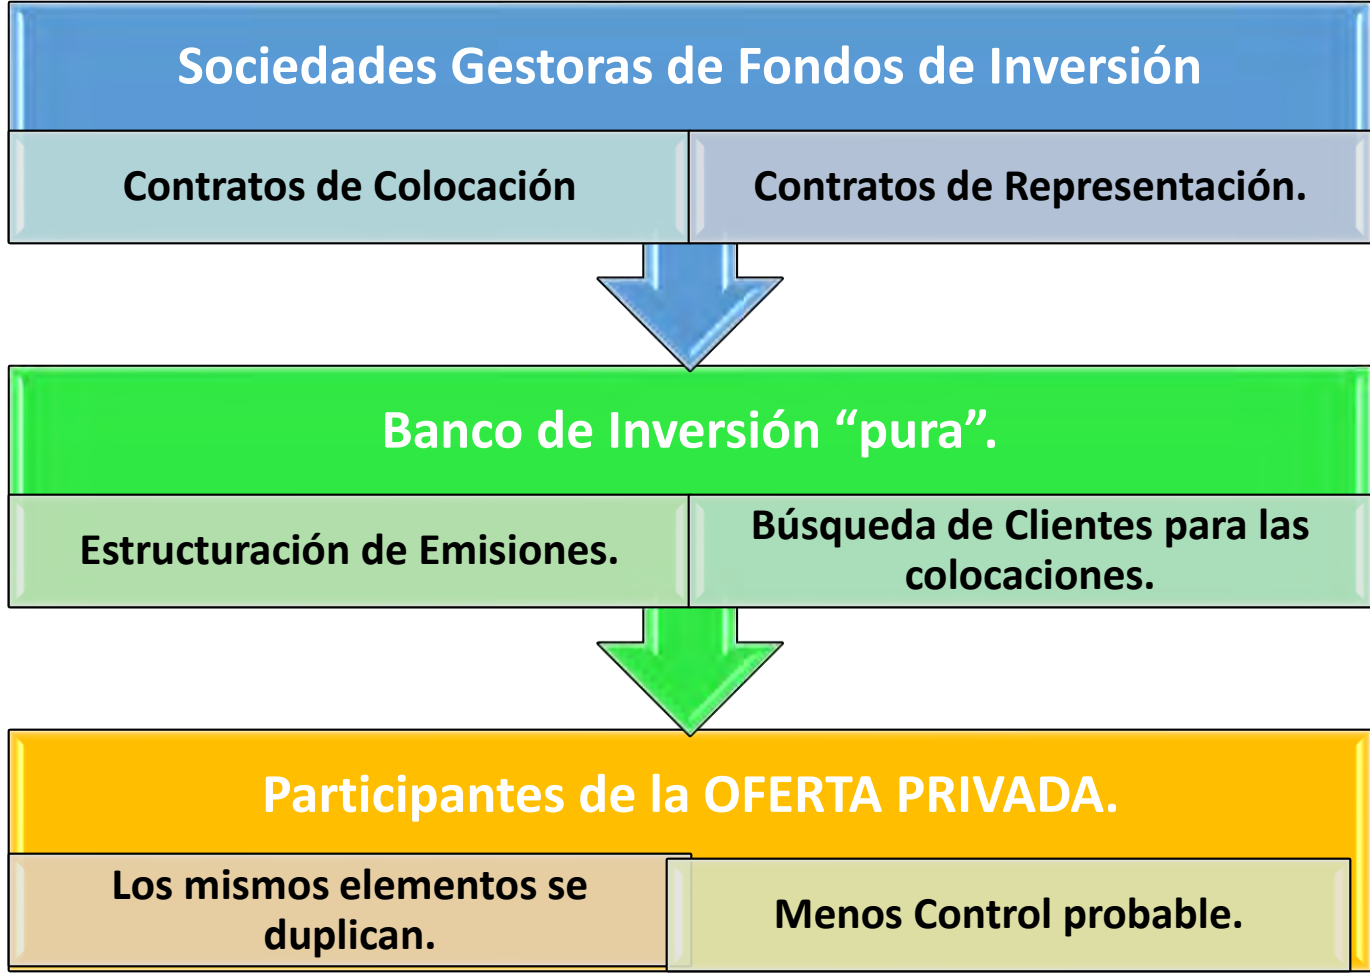 Sociedades Gestoras de Fondos de Inversión
Contratos de Colocación
Contratos de Representación.
Banco de Inversión “pura”.
Estructuración de Emisiones.
Búsqueda de Clientes para las
colocaciones.
Participantes de la OFERTA PRIVADA.
Los mismos elementos se
duplican.
Menos Control probable.